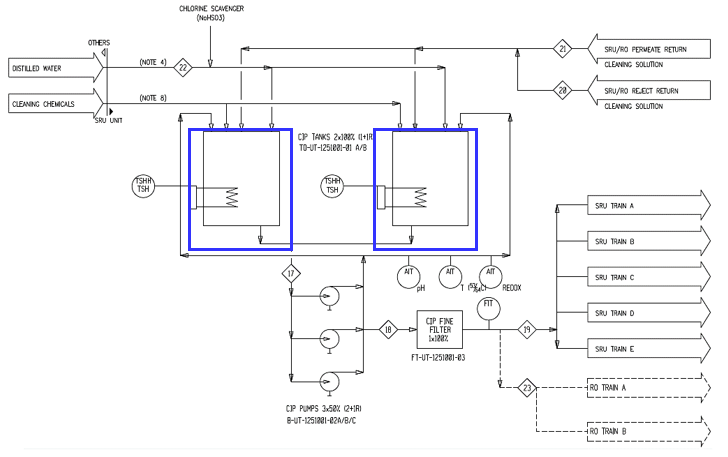 CHLORINE SCAVENGER
(NaHSO3)
OTHERS
DISTILLED WATER
(NOTE 4)
22
21
SRU/RO PERMEATE RETURN
CLEANING SOLUTION
20
SRU/RO REJECT RETURN
CLEANING SOLUTION
CLEANING CHEMICALS
(NOTE 8)
SRU UNIT
CIP TANKS 2x100% (1+1R)
TD-UT-1251001-01 A/B
TSHH
TSH
TSHH
TSH
17
AIT
pH
AIT
AIT
REDOX
FIT
18
CIP FINE
FILTER
1x100%
FT-UT-1251001-03
19
SRU TRAIN A
SRU TRAIN B
SRU TRAIN C
SRU TRAIN D
SRU TRAIN E
23
RO TRAIN A
RO TRAIN B
CIP PUMPS 3x50% (2+1R)
B-UT-1251001-02A/B/C